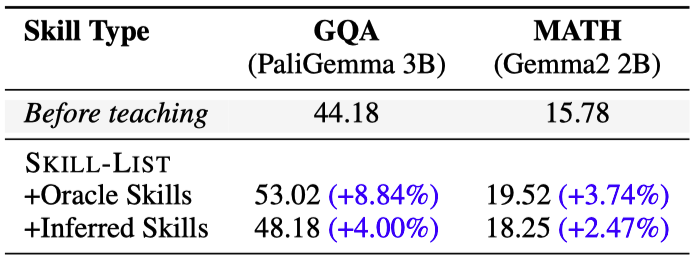 Skill Type GQA MATH
(PaliGemma 3B) (Gemma2 2B)
Before teaching 44.18 15.78
SKILL-LIST
+Oracle Skills 53.02 (+8.84%) 19.52 (+3.74%)
+Inferred Skills 48.18 (+4.00%) 18.25 (+2.47%)